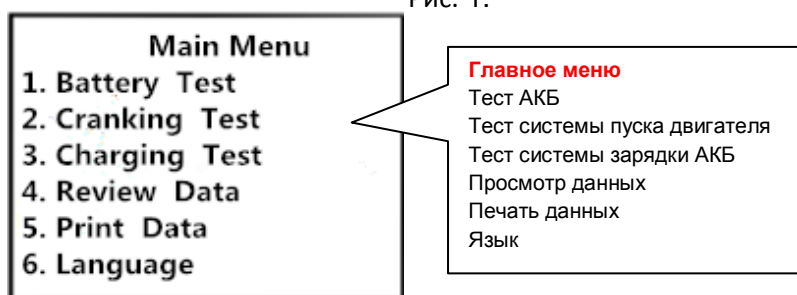 Рис. 1.
Main Menu
1. Battery Test
2. Cranking Test
3. Charging Test
4. Review Data
5. Print Data
6. Language
Главное меню
Тест АКБ
Тест системы пуска двигателя
Тест системы зарядки АКБ
Просмотр данных
Печать данных
Язык